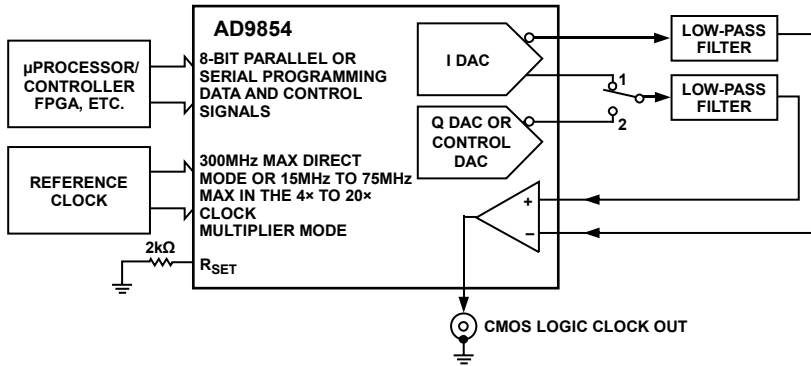 AD9854
µPROCESSOR/
CONTROLLER
FPGA, ETC.
8-BIT PARALLEL OR
SERIAL PROGRAMMING
DATA AND CONTROL
SIGNALS
REFERENCE
CLOCK
300MHz MAX DIRECT
MODE OR 15MHz TO 75MHz
MAX IN THE 4× TO 20×
CLOCK
MULTIPLIER MODE
2kΩ
RSET
I DAC
Q DAC OR
CONTROL
DAC
1
2
LOW-PASS
FILTER
LOW-PASS
FILTER
+
–
CMOS LOGIC CLOCK OUT